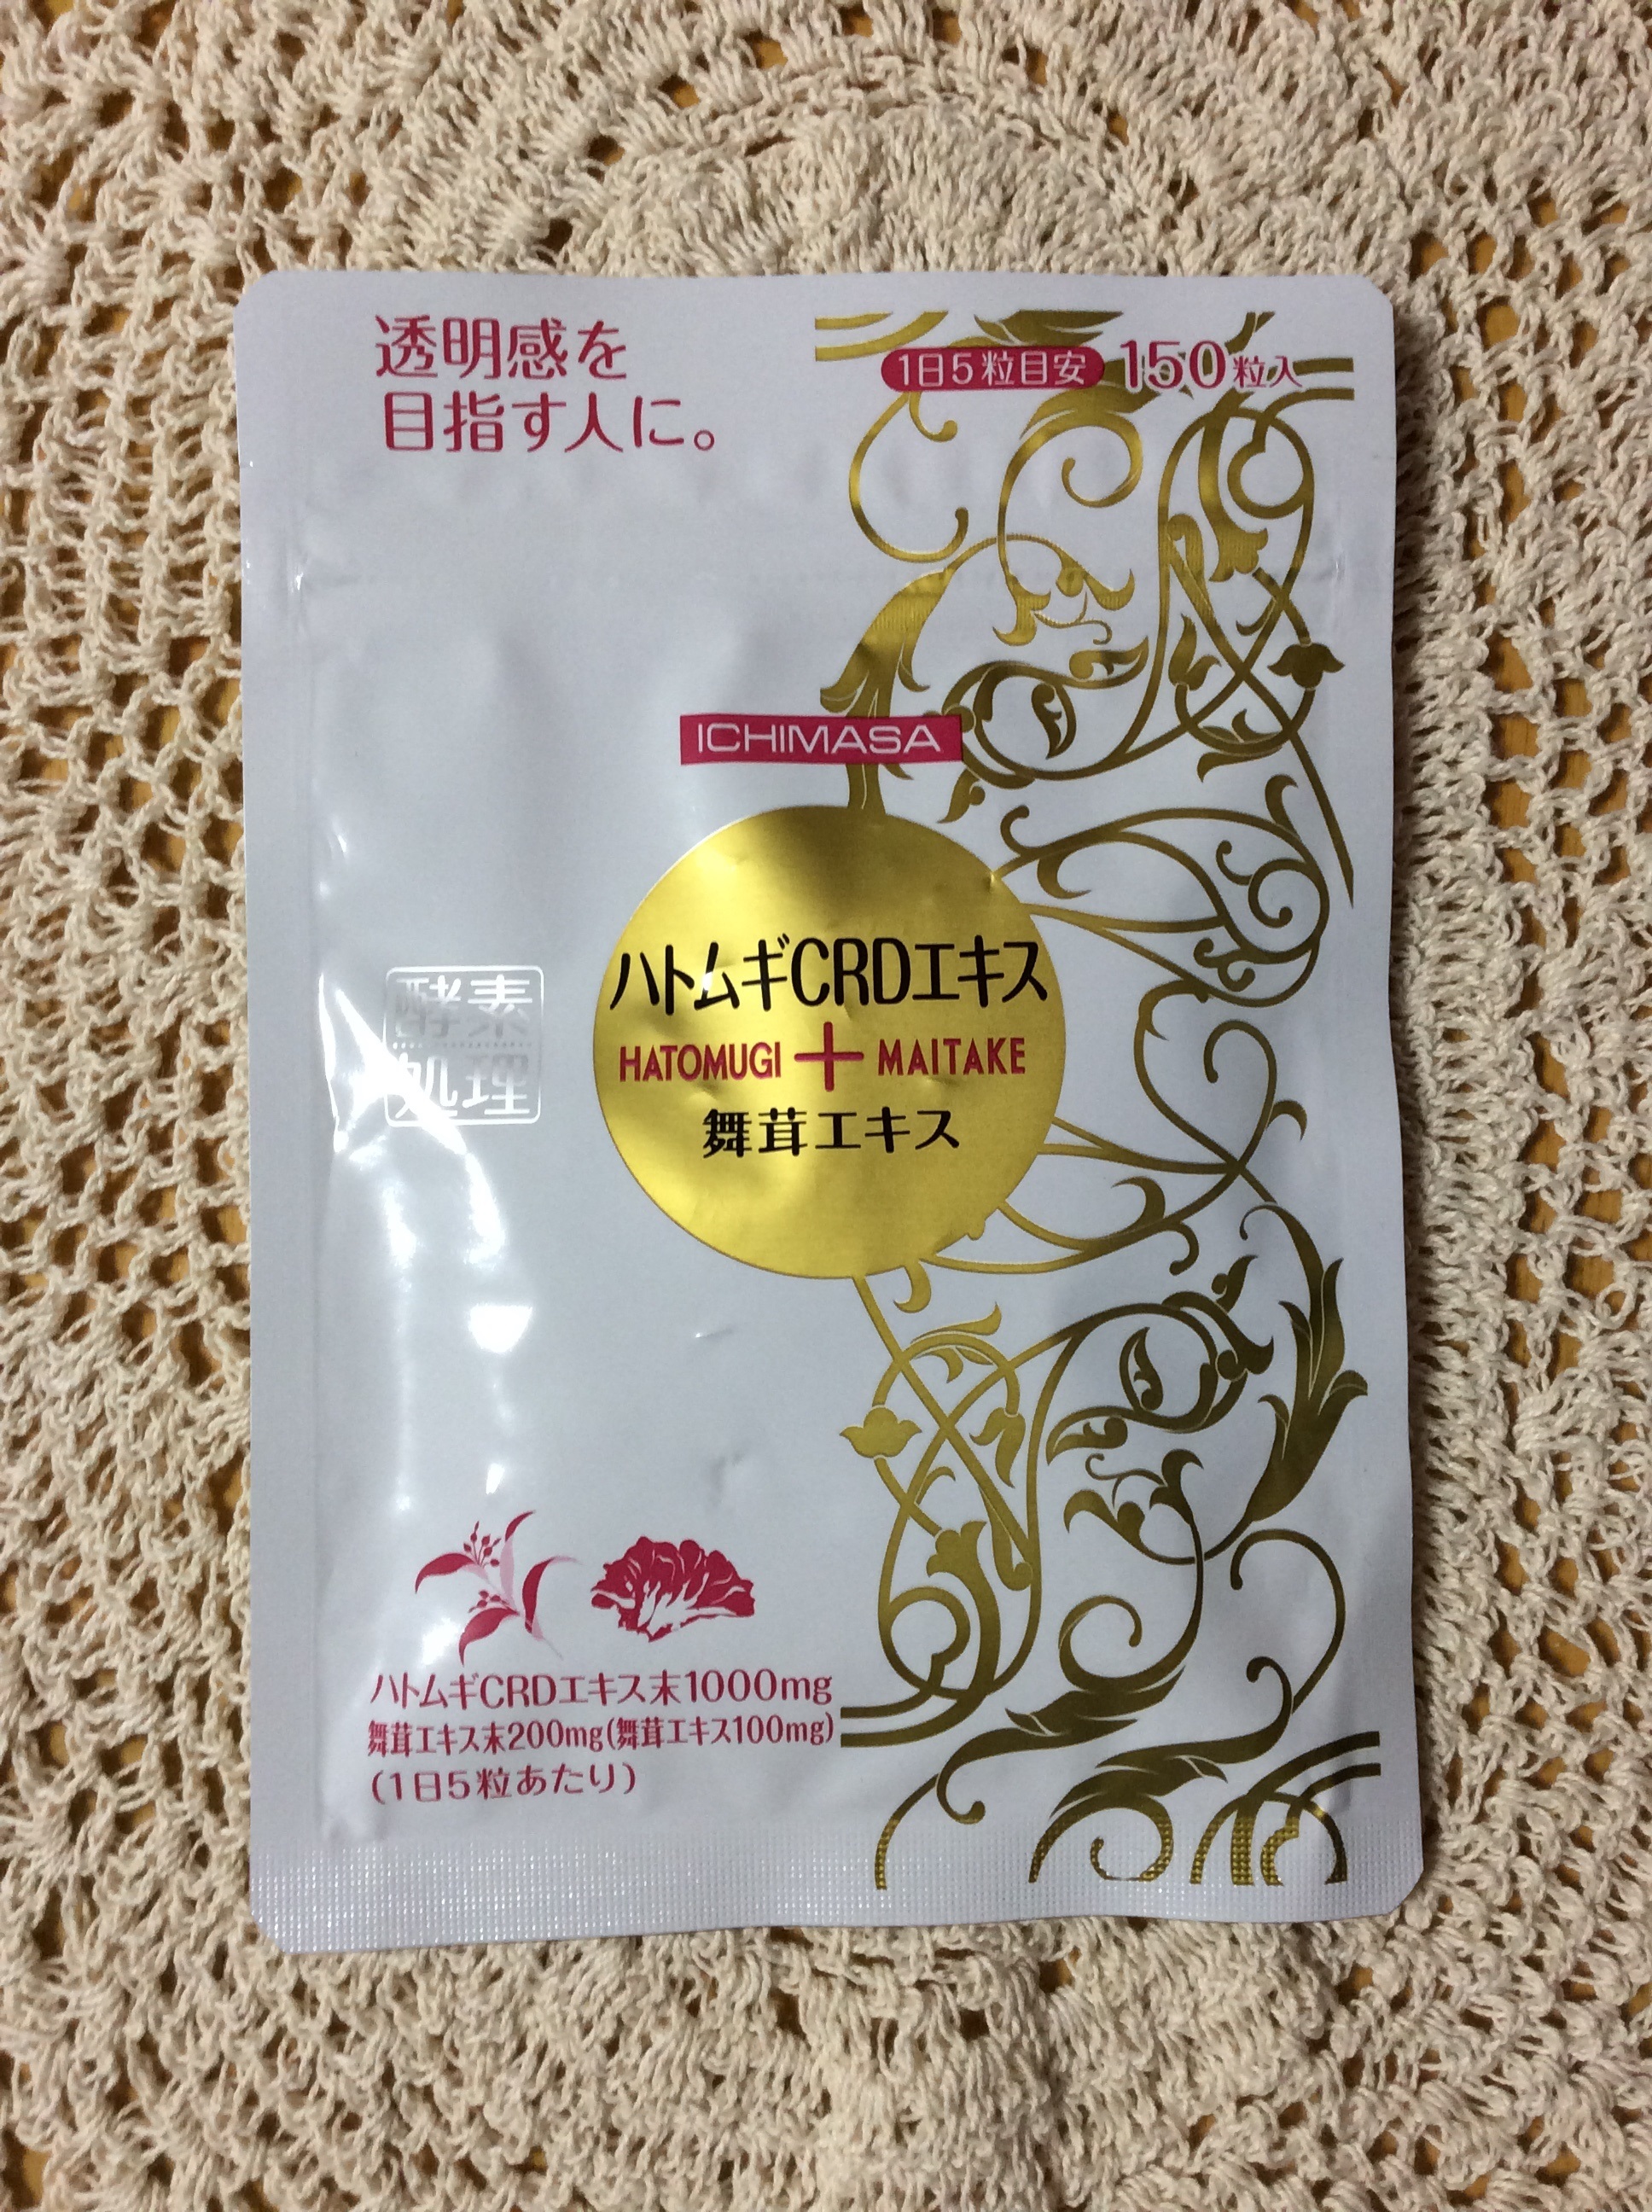 透明感を
目指す人に。
1日5粒目安 150粒入
ICHIMASA
ハトムギCRDエキス
HATOMUGI + MAITAKE
舞茸エキス
酵素
処理
ハトムギCRDエキス末1000mg
舞茸エキス末200mg(舞茸エキス100mg)
(1日5粒あたり)